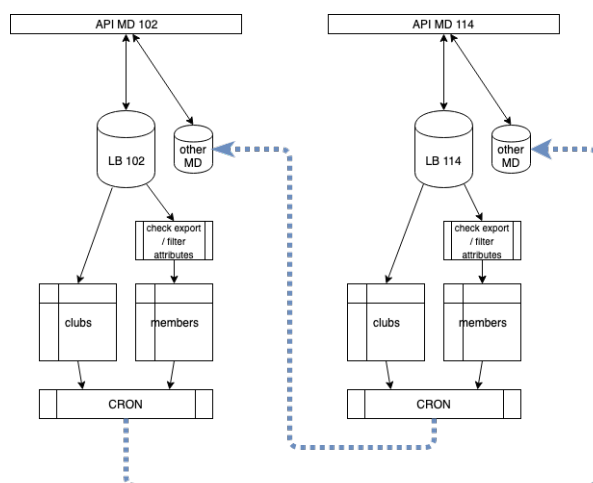 API MD 102
API MD 114
LB 102
other
MD
LB 114
other
MD
check export
/ filter
attributes
check export
/ filter
attributes
clubs
members
clubs
members
CRON
CRON